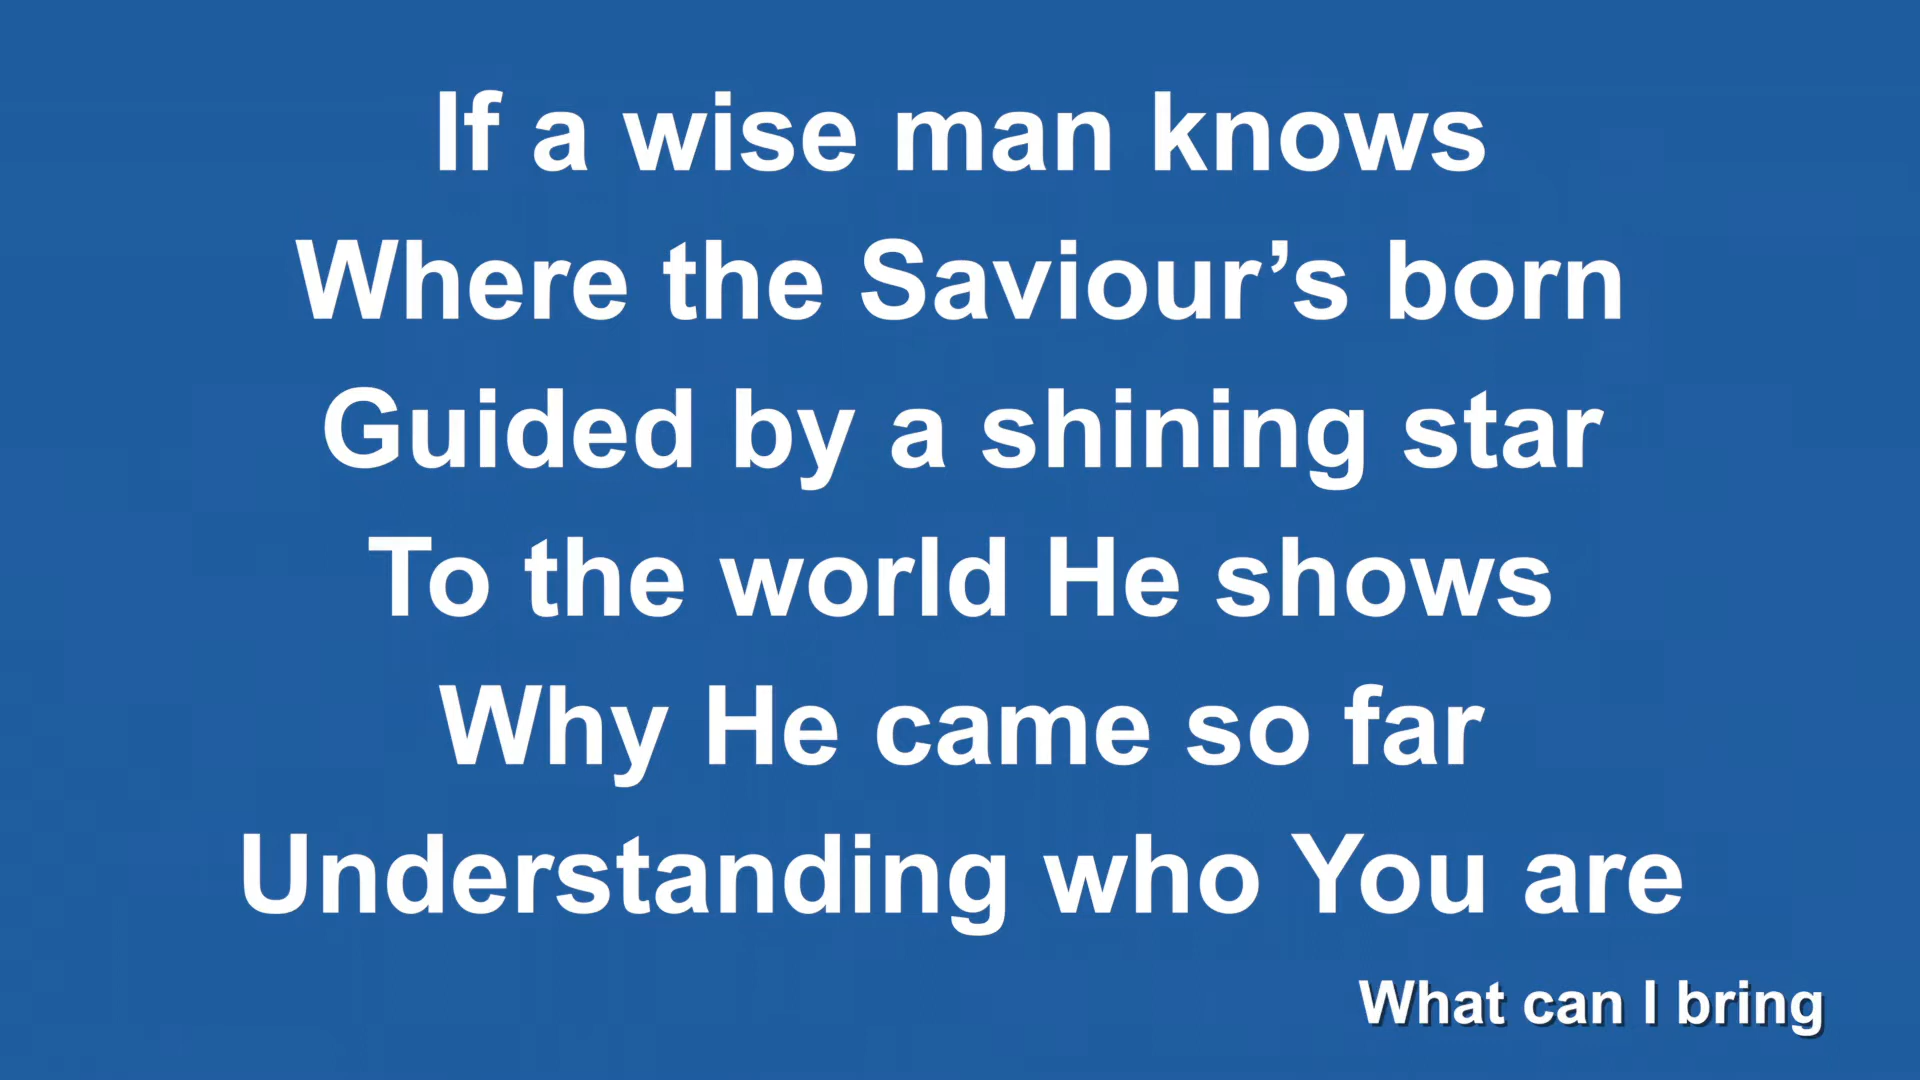 If a wise man knows
Where the Saviour’s born
Guided by a shining star
To the world He shows
Why He came so far
Understanding who You are
What can I bring